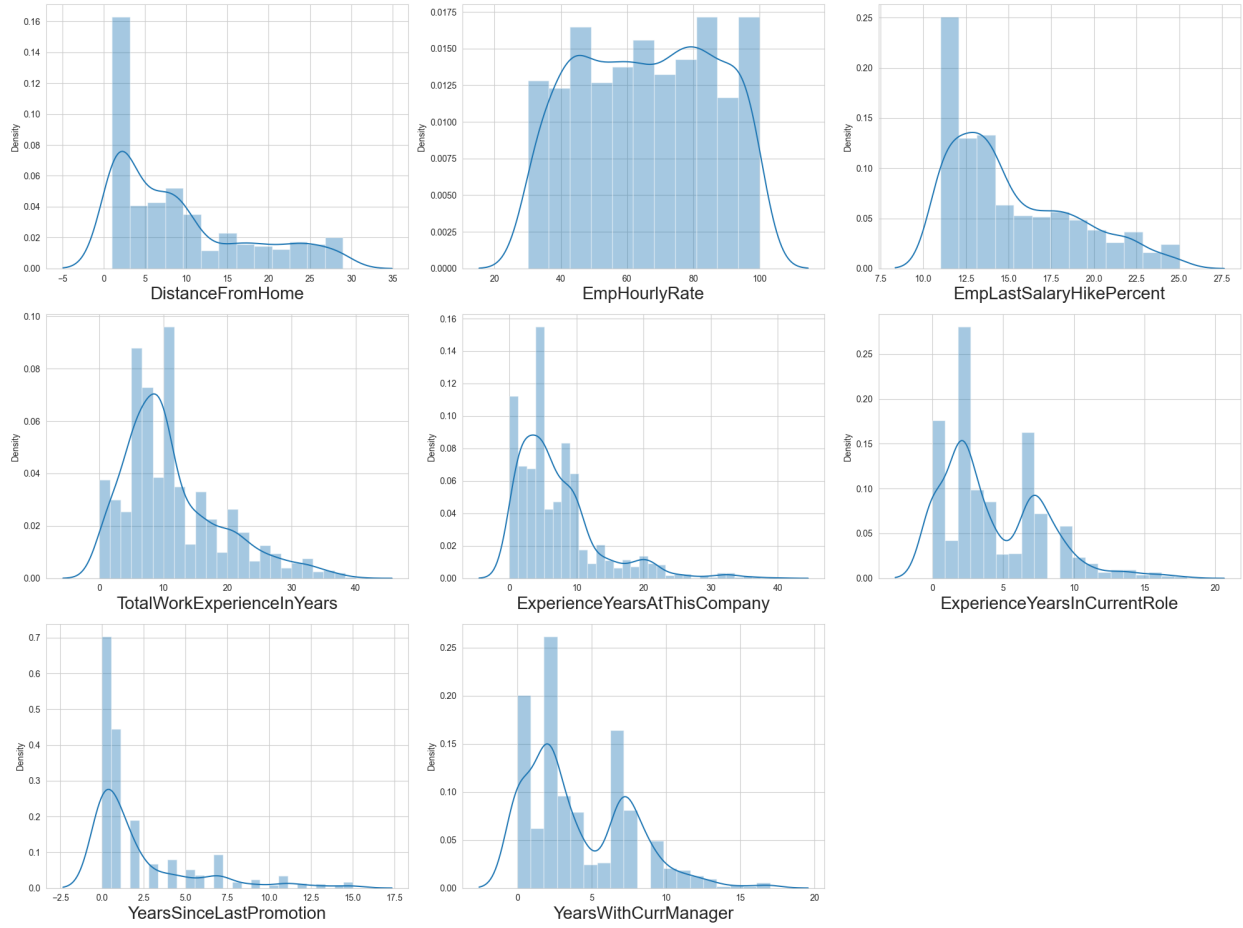 0.16
0.14
0.12
0.10
0.08
0.06
0.04
0.02
0.00
Density
−5 0 5 10 15 20 25 30 35
DistanceFromHome
0.0175
0.0150
0.0125
0.0100
0.0075
0.0050
0.0025
0.0000
Density
20 40 60 80 100
EmpHourlyRate
0.25
0.20
0.15
0.10
0.05
0.00
Density
7.5 10.0 12.5 15.0 17.5 20.0 22.5 25.0 27.5
EmpLastSalaryHikePercent
0.10
0.08
0.06
0.04
0.02
0.00
Density
0 10 20 30 40
TotalWorkExperienceInYears
0.16
0.14
0.12
0.10
0.08
0.06
0.04
0.02
0.00
Density
0 10 20 30 40
ExperienceYearsAtThisCompany
0.25
0.20
0.15
0.10
0.05
0.00
Density
0 5 10 15 20
ExperienceYearsInCurrentRole
0.7
0.6
0.5
0.4
0.3
0.2
0.1
0.0
Density
−2.5 0.0 2.5 5.0 7.5 10.0 12.5 15.0 17.5
YearsSinceLastPromotion
0.25
0.20
0.15
0.10
0.05
0.00
Density
0 5 10 15 20
YearsWithCurrManager